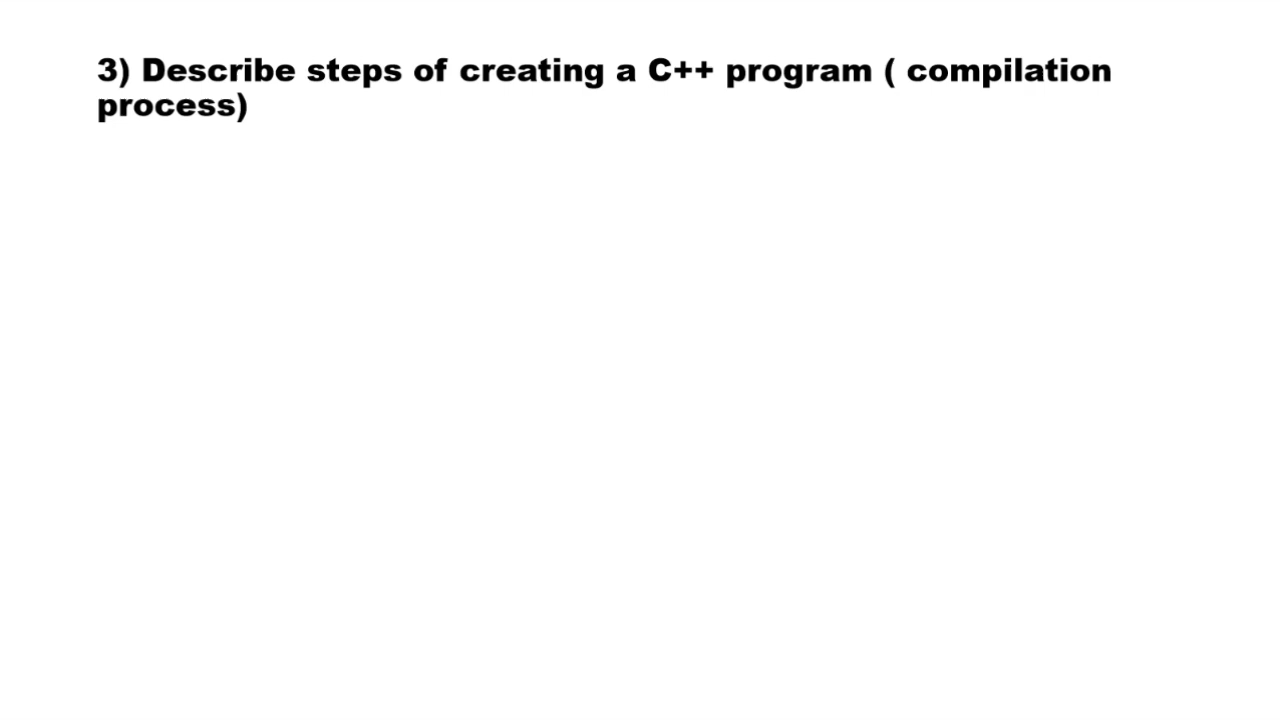 3) Describe steps of creating a C++ program ( compilation
process)